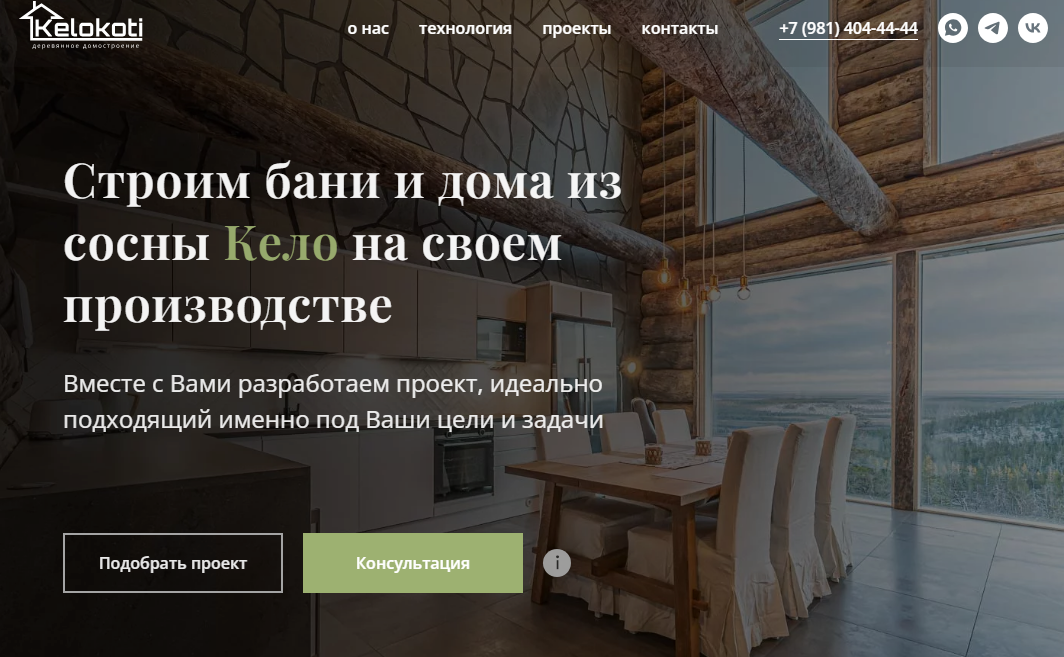 Kelokoti
деревянное домостроение
о нас технология проекты контакты +7 (981) 404-44-44
Строим бани и дома из
сосны Кело на своем
производстве
Вместе с Вами разработаем проект, идеально
подходящий именно под Ваши цели и задачи
Подобрать проект Консультация i